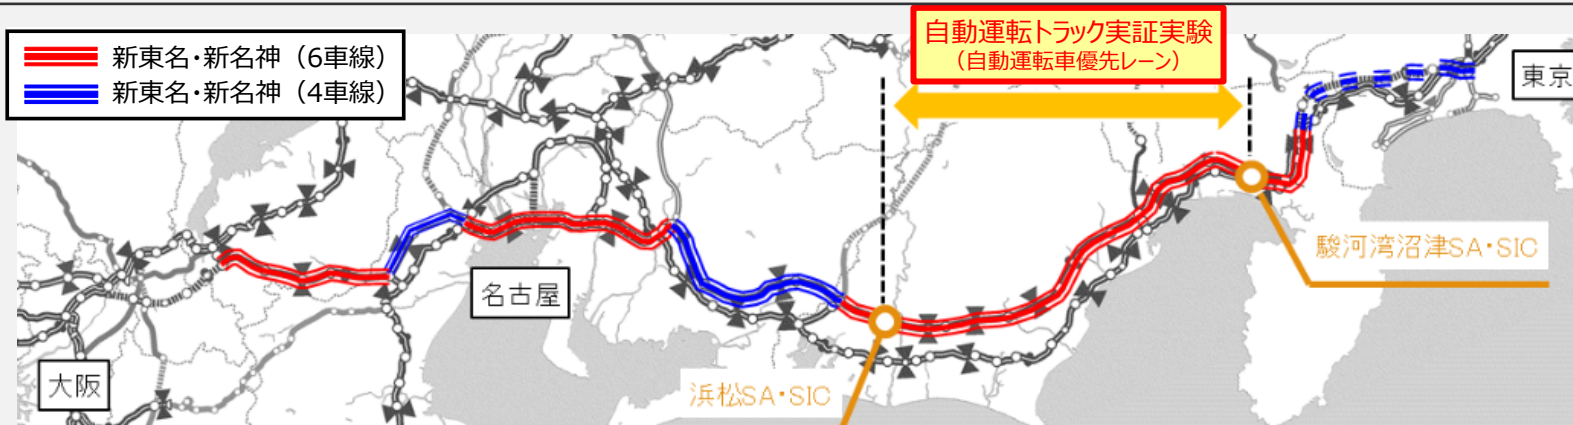 新東名・新名神（6車線）
新東名・新名神（4車線）
自動運転トラック実証実験
（自動運転車優先レーン）
東京
駿河湾沼津SA・SIC
名古屋
大阪
浜松SA・SIC